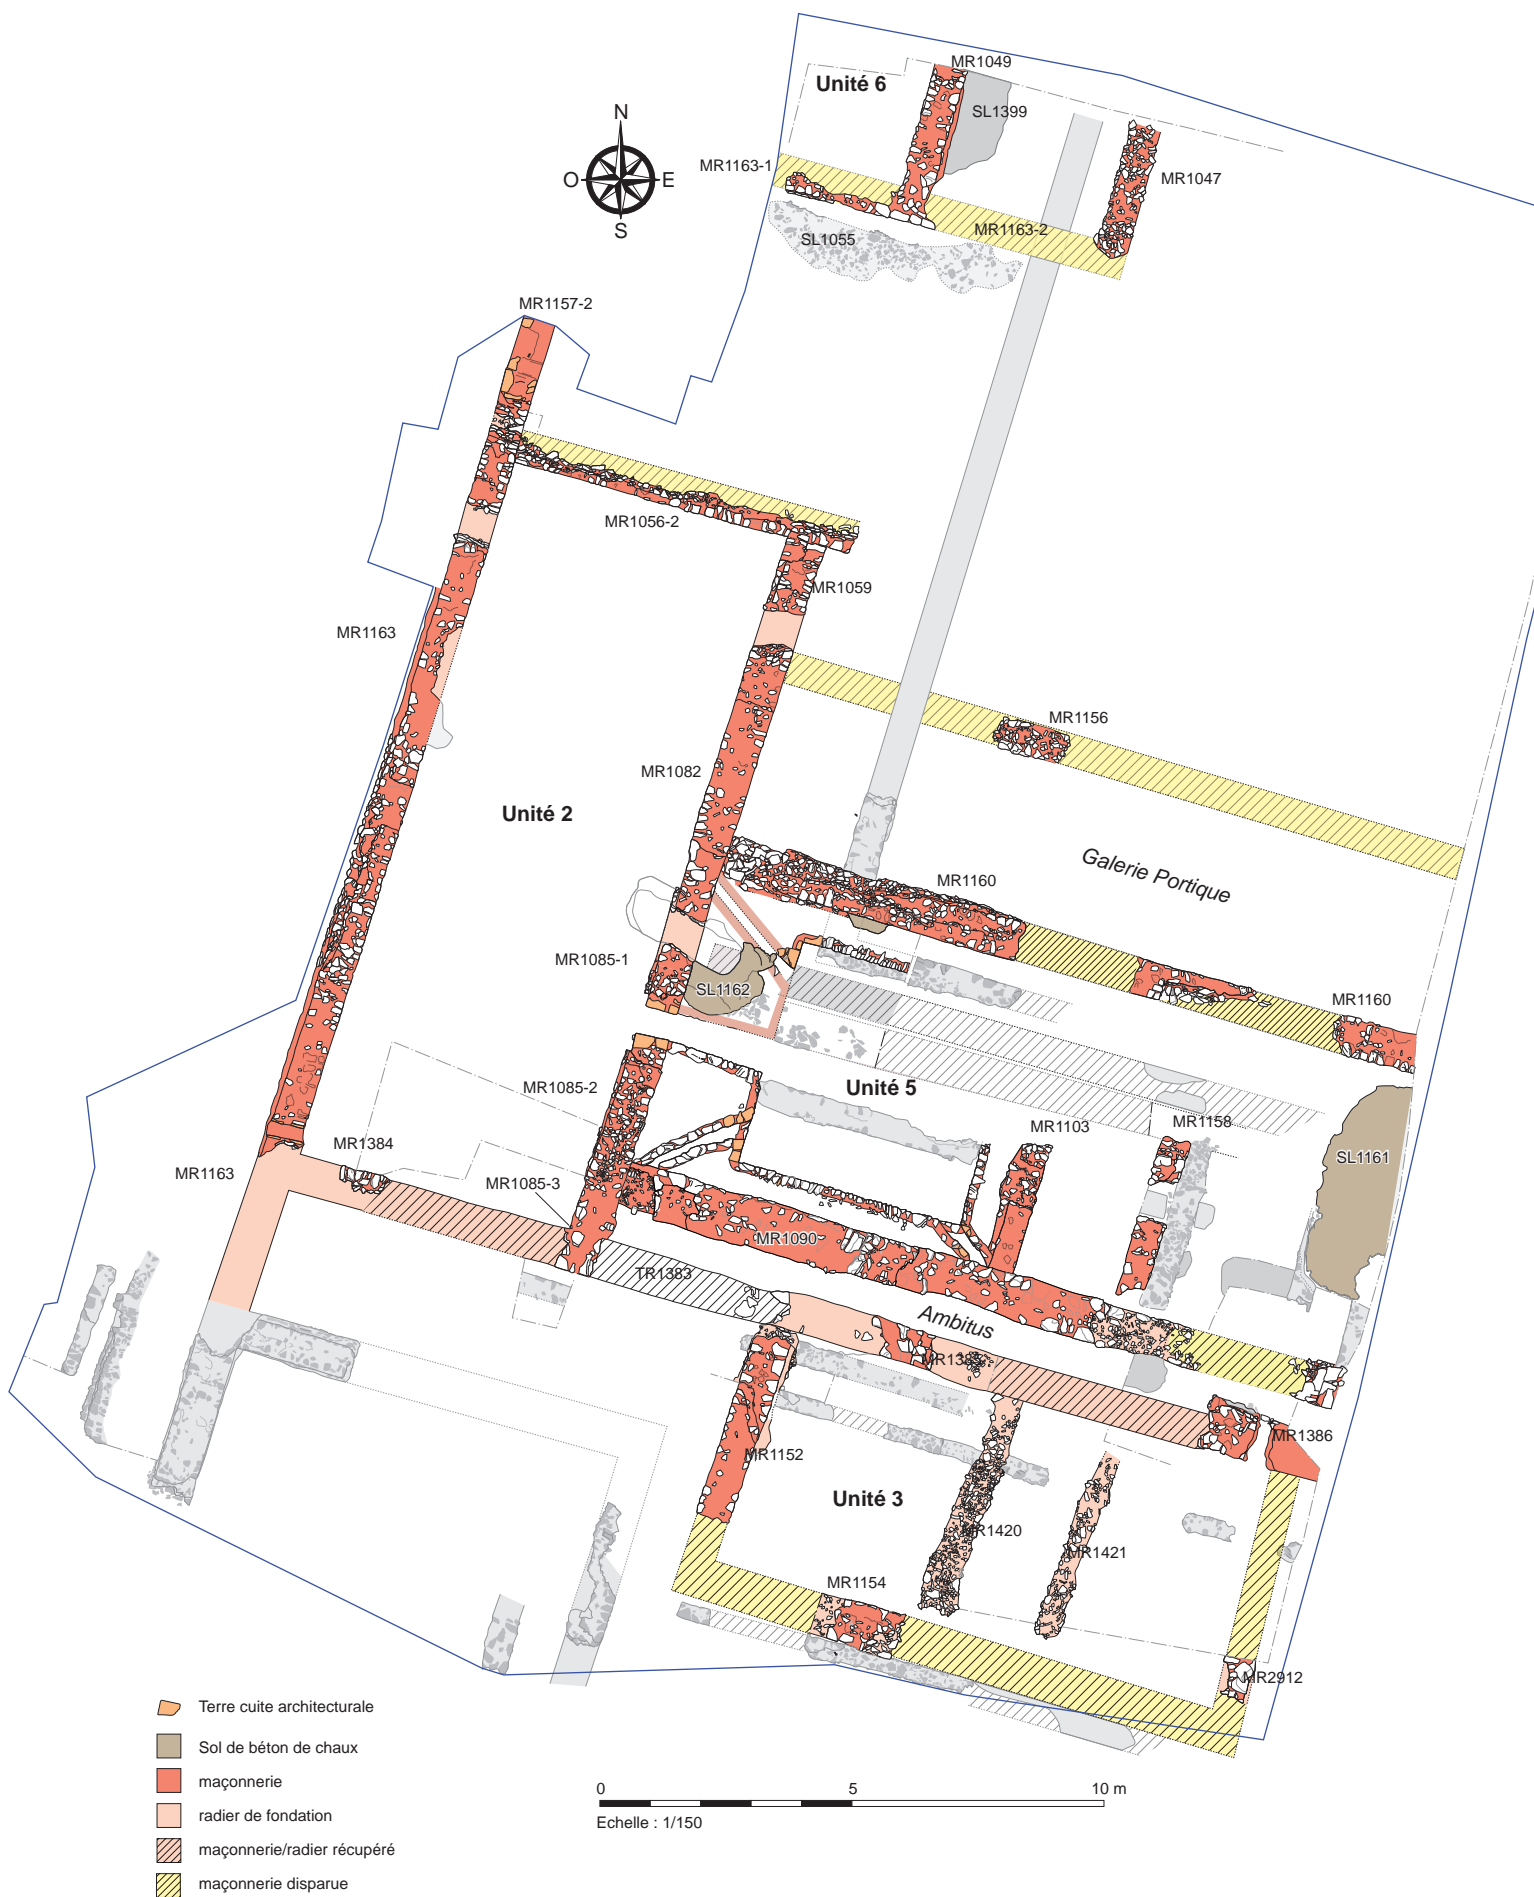 MR1049
Unité 6
SL1399
N
MR1163-1
O
E
MR1047
S
MR1163-2
SL1055
MR1157-2
MR1056-2
MR1059
MR1163
MR1156
MR1082
Unité 2
Galerie Portique
MR1160
MR1085-1
SL1162
MR1160
MR1085-2
Unité 5
MR1103
MR1158
MR1384
SL1161
MR1163
MR1085-3
MR1090
TR1383
Ambitus
MR1386
MR1152
Unité 3
MR1420
MR1421
MR1154
MR2912
Terre cuite architecturale
Sol de béton de chaux
maçonnerie
radier de fondation
maçonnerie/radier récupéré
maçonnerie disparue
0 5 10 m
Echelle : 1/150